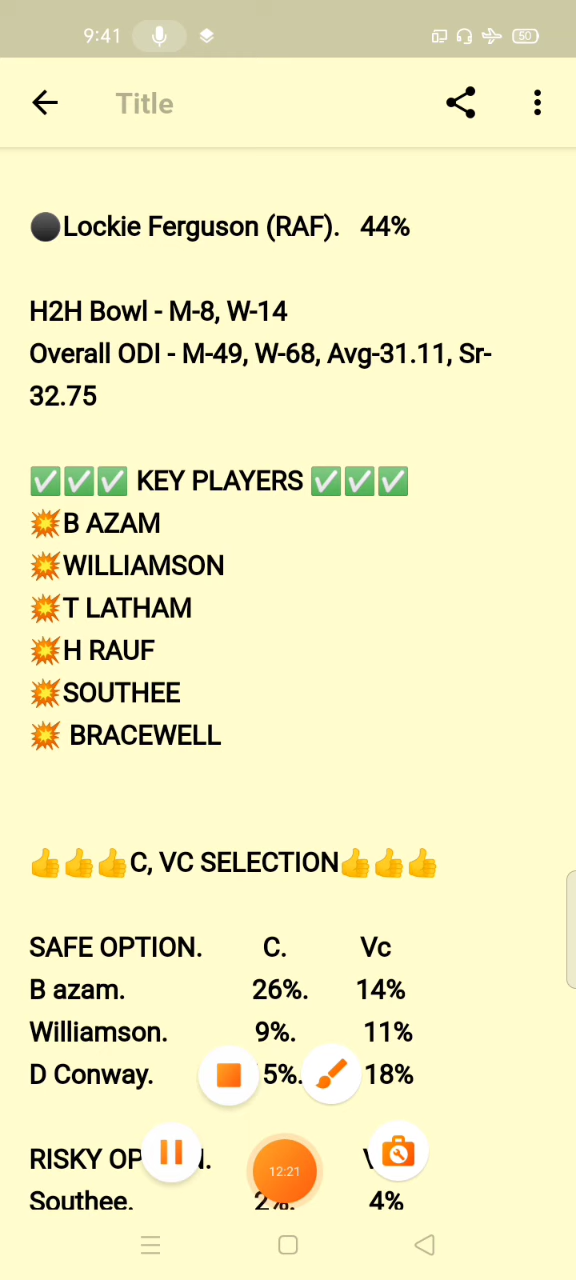 9:41
50
Title
⚫Lockie Ferguson (RAF). 44%
H2H Bowl - M-8, W-14
Overall ODI - M-49, W-68, Avg-31.11, Sr-
32.75
✅✅✅ KEY PLAYERS ✅✅✅
💥B AZAM
💥WILLIAMSON
💥T LATHAM
💥H RAUF
💥SOUTHEE
💥 BRACEWELL
👍👍👍C, VC SELECTION👍👍👍
SAFE OPTION. C. Vc
B azam. 26%. 14%
Williamson. 9%. 11%
D Conway. 5%. 18%
RISKY
12:21
Southee. 2%. 4%